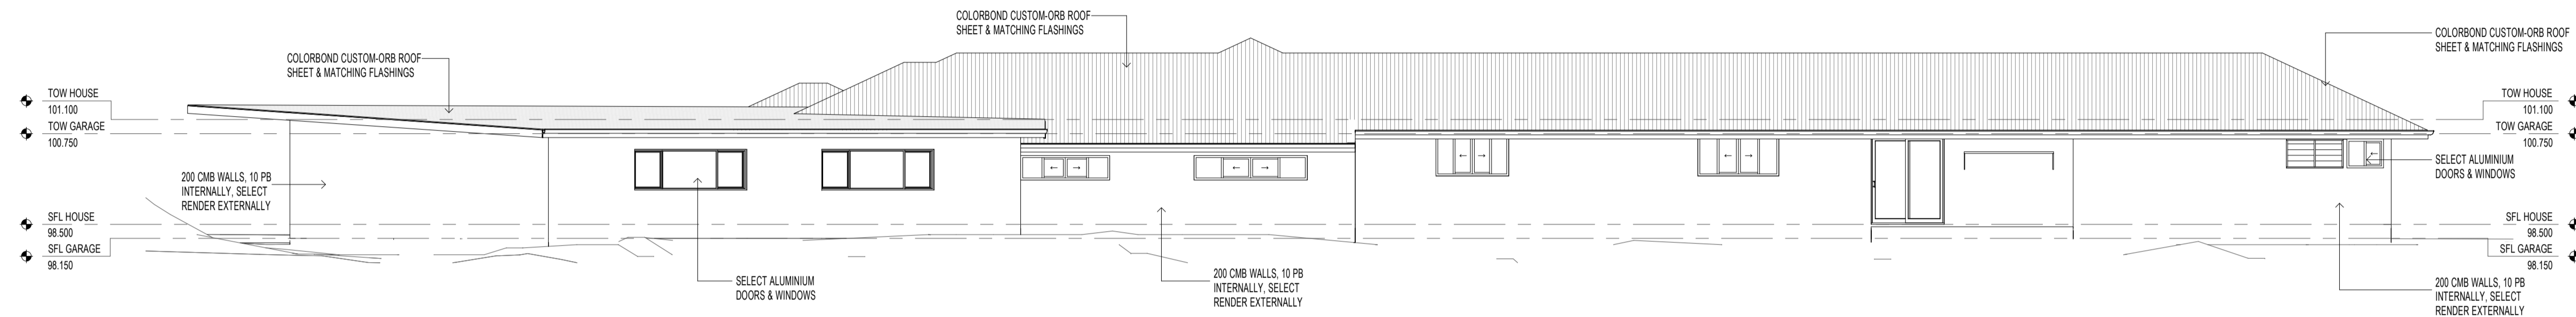 COLORBOND CUSTOM-ORB ROOF
SHEET & MATCHING FLASHINGS
COLORBOND CUSTOM-ORB ROOF
SHEET & MATCHING FLASHINGS
COLORBOND CUSTOM-ORB ROOF
SHEET & MATCHING FLASHINGS
TOW HOUSE
101.100
TOW GARAGE
100.750
200 CMB WALLS, 10 PB
INTERNALLY, SELECT
RENDER EXTERNALLY
SFL HOUSE
98.500
SFL GARAGE
98.150
SELECT ALUMINIUM
DOORS & WINDOWS
200 CMB WALLS, 10 PB
INTERNALLY, SELECT
RENDER EXTERNALLY
TOW HOUSE
101.100
TOW GARAGE
100.750
SELECT ALUMINIUM
DOORS & WINDOWS
SFL HOUSE
98.500
SFL GARAGE
98.150
200 CMB WALLS, 10 PB
INTERNALLY, SELECT
RENDER EXTERNALLY